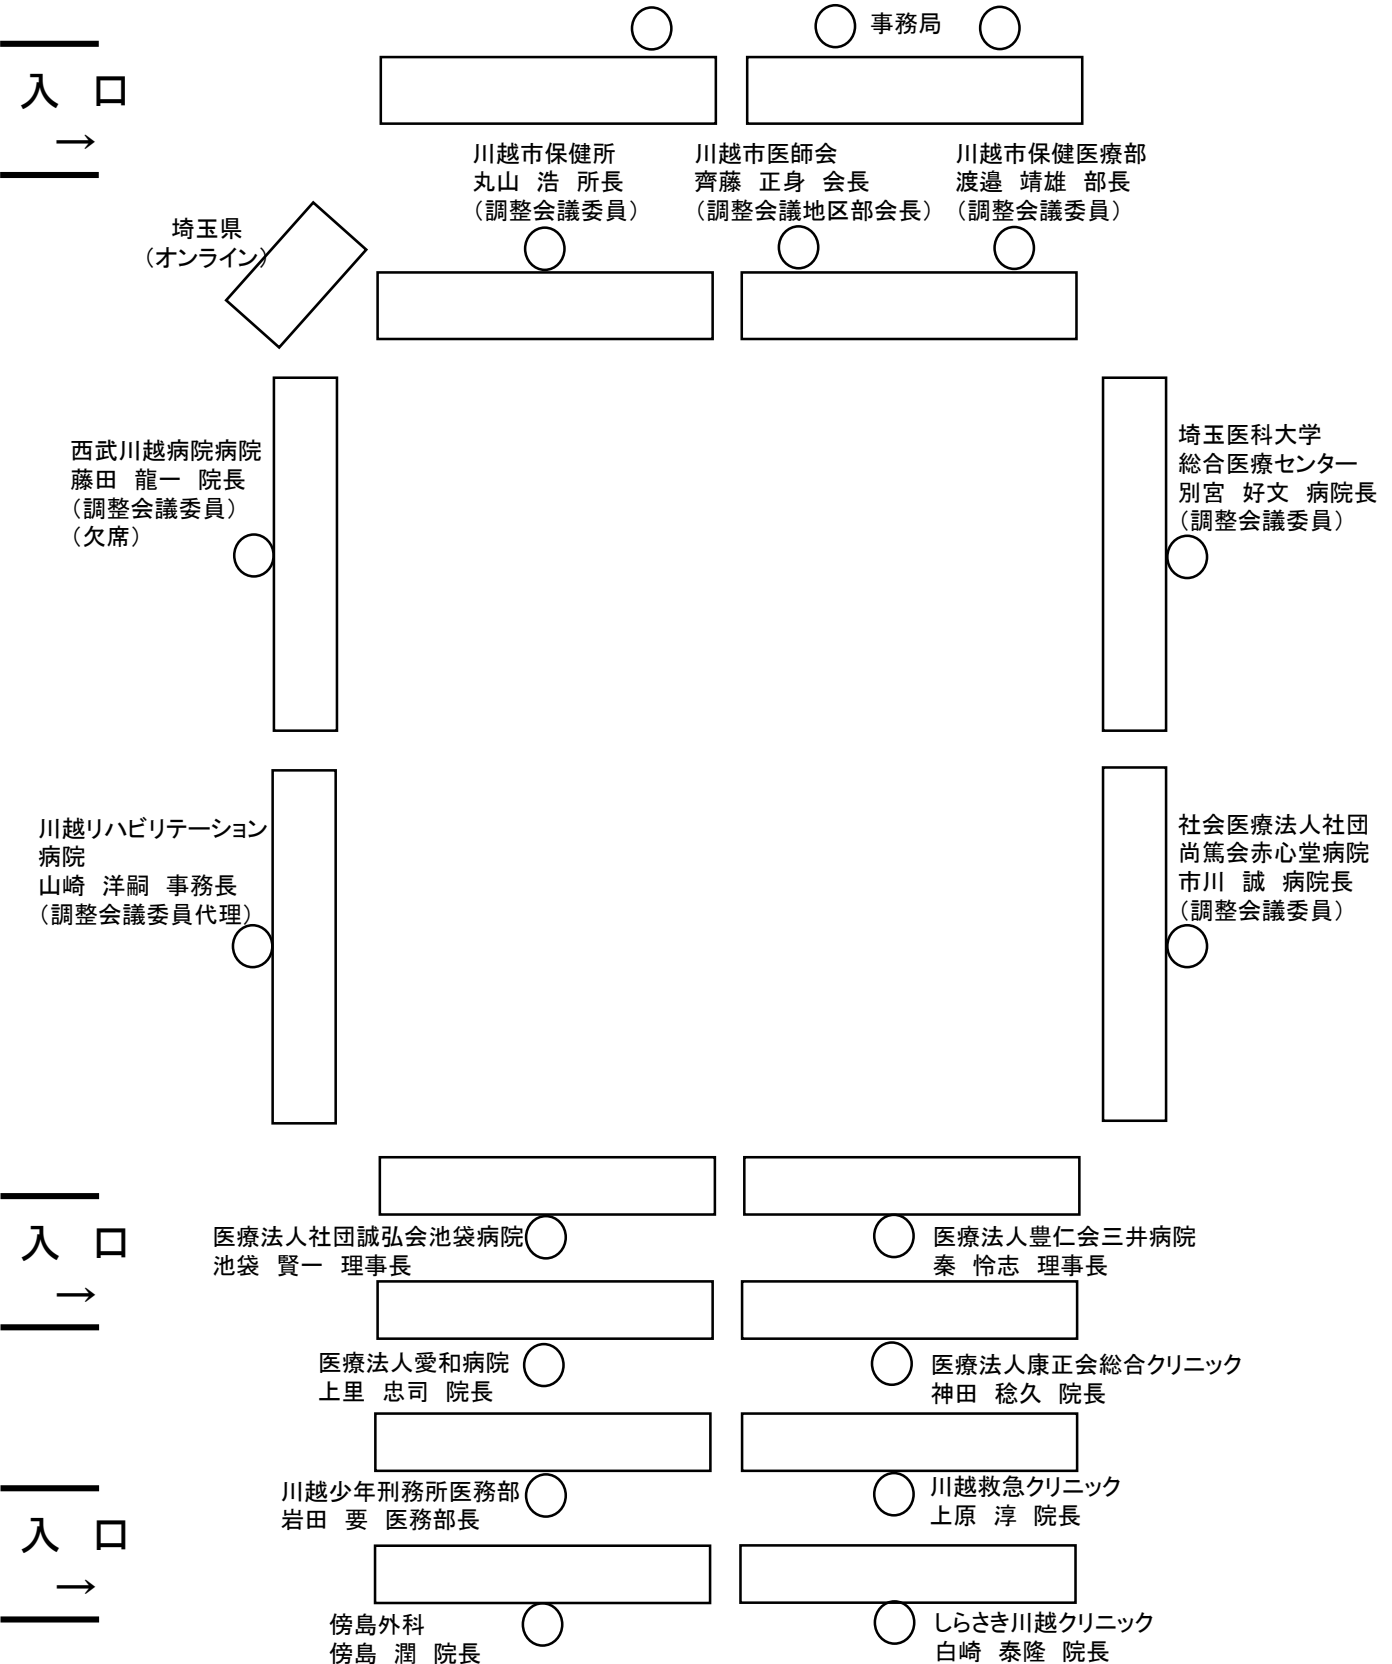 事務局
入　口
→
川越市保健所
丸山　浩　所長
（調整会議委員）
川越市医師会
齊藤　正身　会長
（調整会議地区部会長）
川越市保健医療部
渡邉　靖雄　部長
（調整会議委員）
埼玉県
（オンライン）
西武川越病院病院
藤田　龍一　院長
（調整会議委員）
（欠席）
埼玉医科大学
総合医療センター
別宮　好文　病院長
（調整会議委員）
川越リハビリテーション
病院
山崎　洋嗣　事務長
（調整会議委員代理）
社会医療法人社団
尚篤会赤心堂病院
市川　誠　病院長
（調整会議委員）
入　口
→
医療法人社団誠弘会池袋病院
池袋　賢一　理事長
医療法人豊仁会三井病院
秦　怜志　理事長
医療法人愛和病院
上里　忠司　院長
医療法人康正会総合クリニック
神田　稔久　院長
入　口
→
川越少年刑務所医務部
岩田　要　医務部長
川越救急クリニック
上原　淳　院長
傍島外科
傍島　潤　院長
しらさき川越クリニック
白崎　泰隆　院長